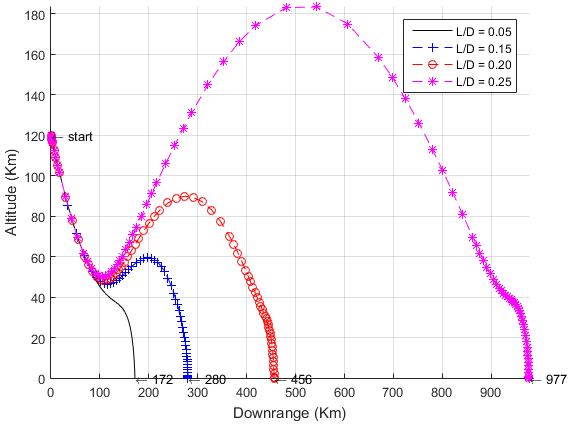 180
160
140
120
100
80
60
40
20
0
Altitude (Km)
0 100 200 300 400 500 600 700 800 900
Downrange (Km)
L/D = 0.05
L/D = 0.15
L/D = 0.20
L/D = 0.25
← start
← 172
← 280
← 456
← 977